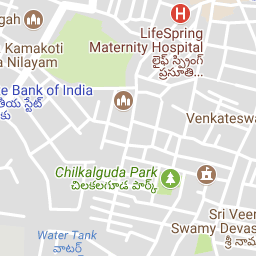 gah
LifeSpring
Maternity Hospital
లైఫ్ స్ప్రింగ్
ప్రసూతి...
Kamakoti
a Nilayam
e Bank of India
తీయ స్టేట్
కు
Venkatesw
Chilkalguda Park
చిలకలగూడ పార్క్
Sri Veer
Swamy Devas
శ్రీ నామ
Water Tank
వాటర్